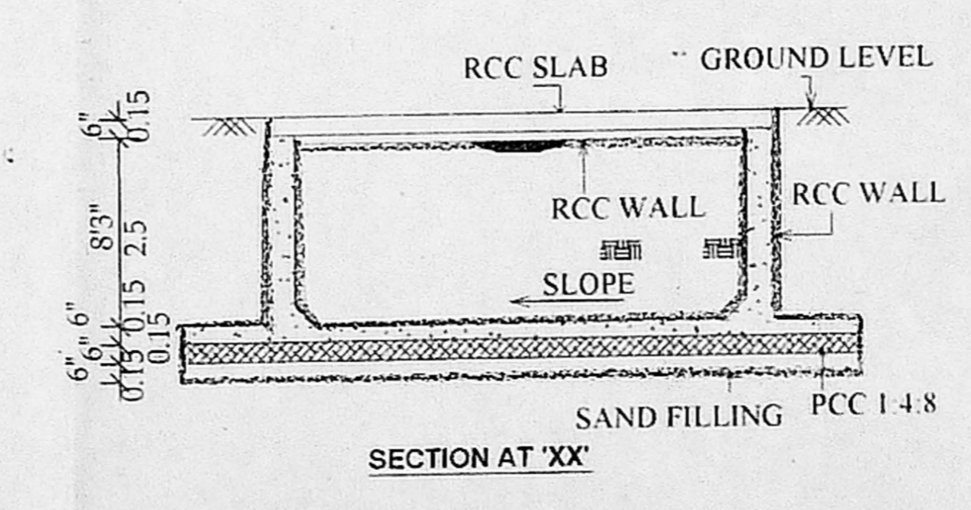 RCC SLAB
GROUND LEVEL
6"
0.15
RCC WALL
RCC WALL
8'3"
2.5
SLOPE
6"
0.15
6"
0.15
6"
0.13
SAND FILLING
PCC 1:4:8
SECTION AT 'XX'